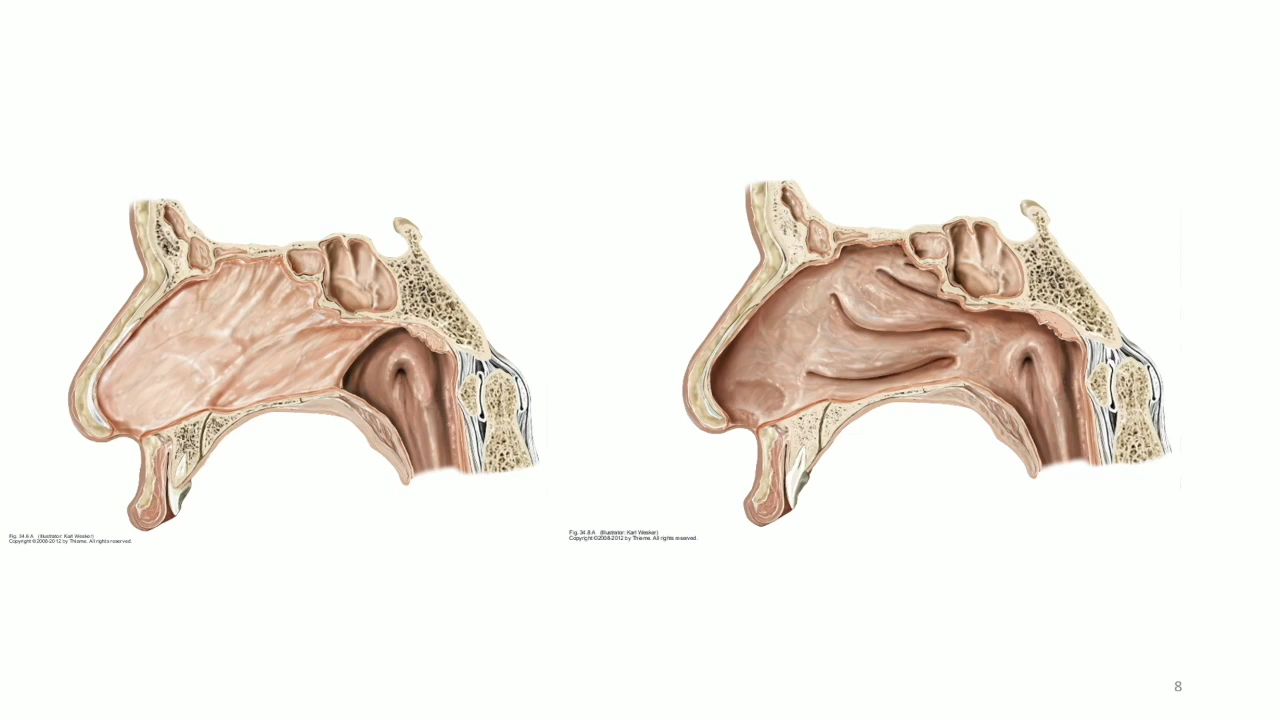 Fig. 34.6 A (Illustrator: Karl Wesker)
Copyright ©2008-2012 by Thieme. All rights reserved.
Fig. 34.8 A (Illustrator: Karl Wesker)
Copyright ©2008-2012 by Thieme. All rights reserved.
8